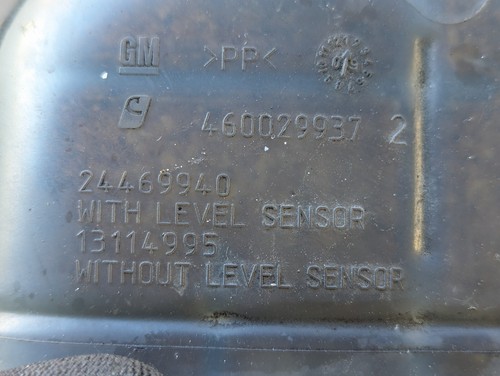 GM >PP<
460029937 2
24469940
WITH LEVEL SENSOR
13114995
WITHOUT LEVEL SENSOR